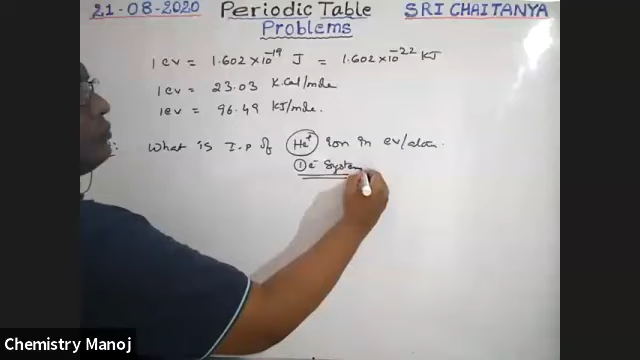 21-08-2020 Periodic Table SRI CHAITANYA
Problems
1 ev = 1.602×10⁻¹⁹ J = 1.602×10⁻²² KJ
1 ev = 23.03 K.Cal/mole
1 ev = 96.49 KJ/mole.
What is I.P of He⁺ ion in ev/atom.
1 e⁻ System
Chemistry Manoj